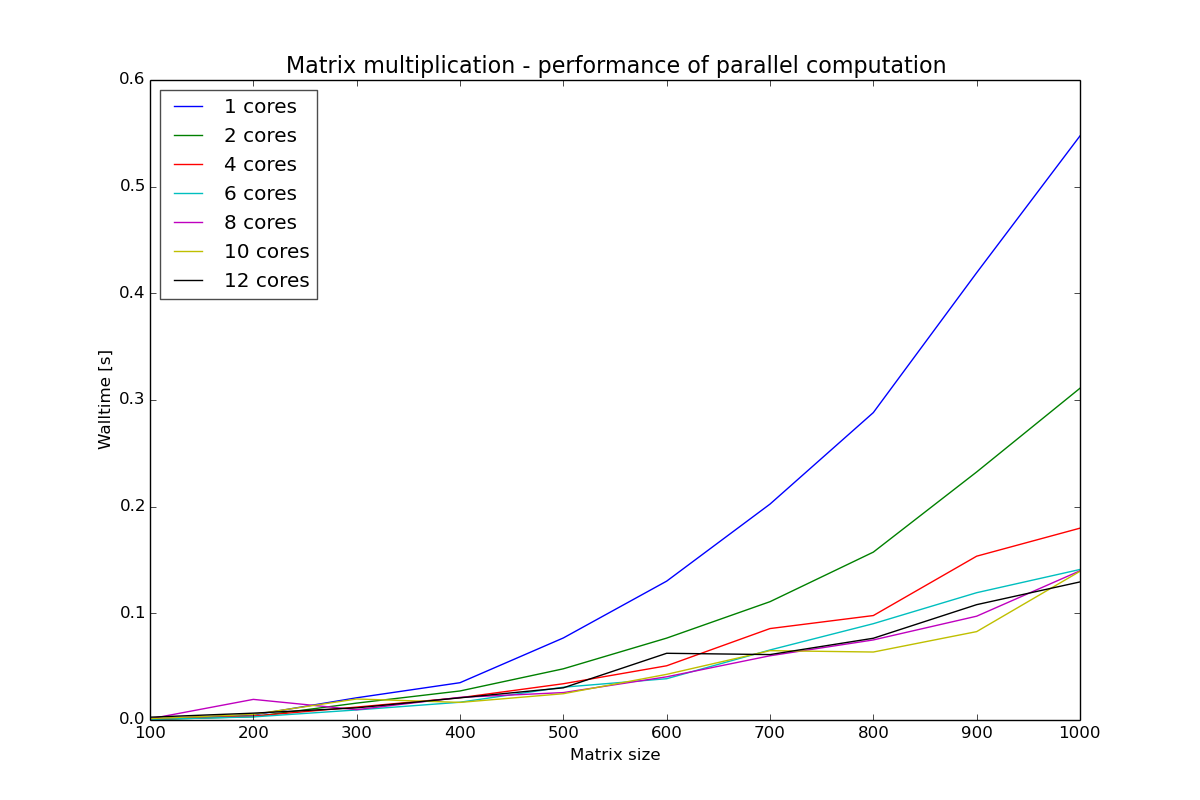 Matrix multiplication - performance of parallel computation
0.6
0.5
0.4
0.3
0.2
0.1
0.0
Walltime [s]
1 cores
2 cores
4 cores
6 cores
8 cores
10 cores
12 cores
100 200 300 400 500 600 700 800 900 1000
Matrix size